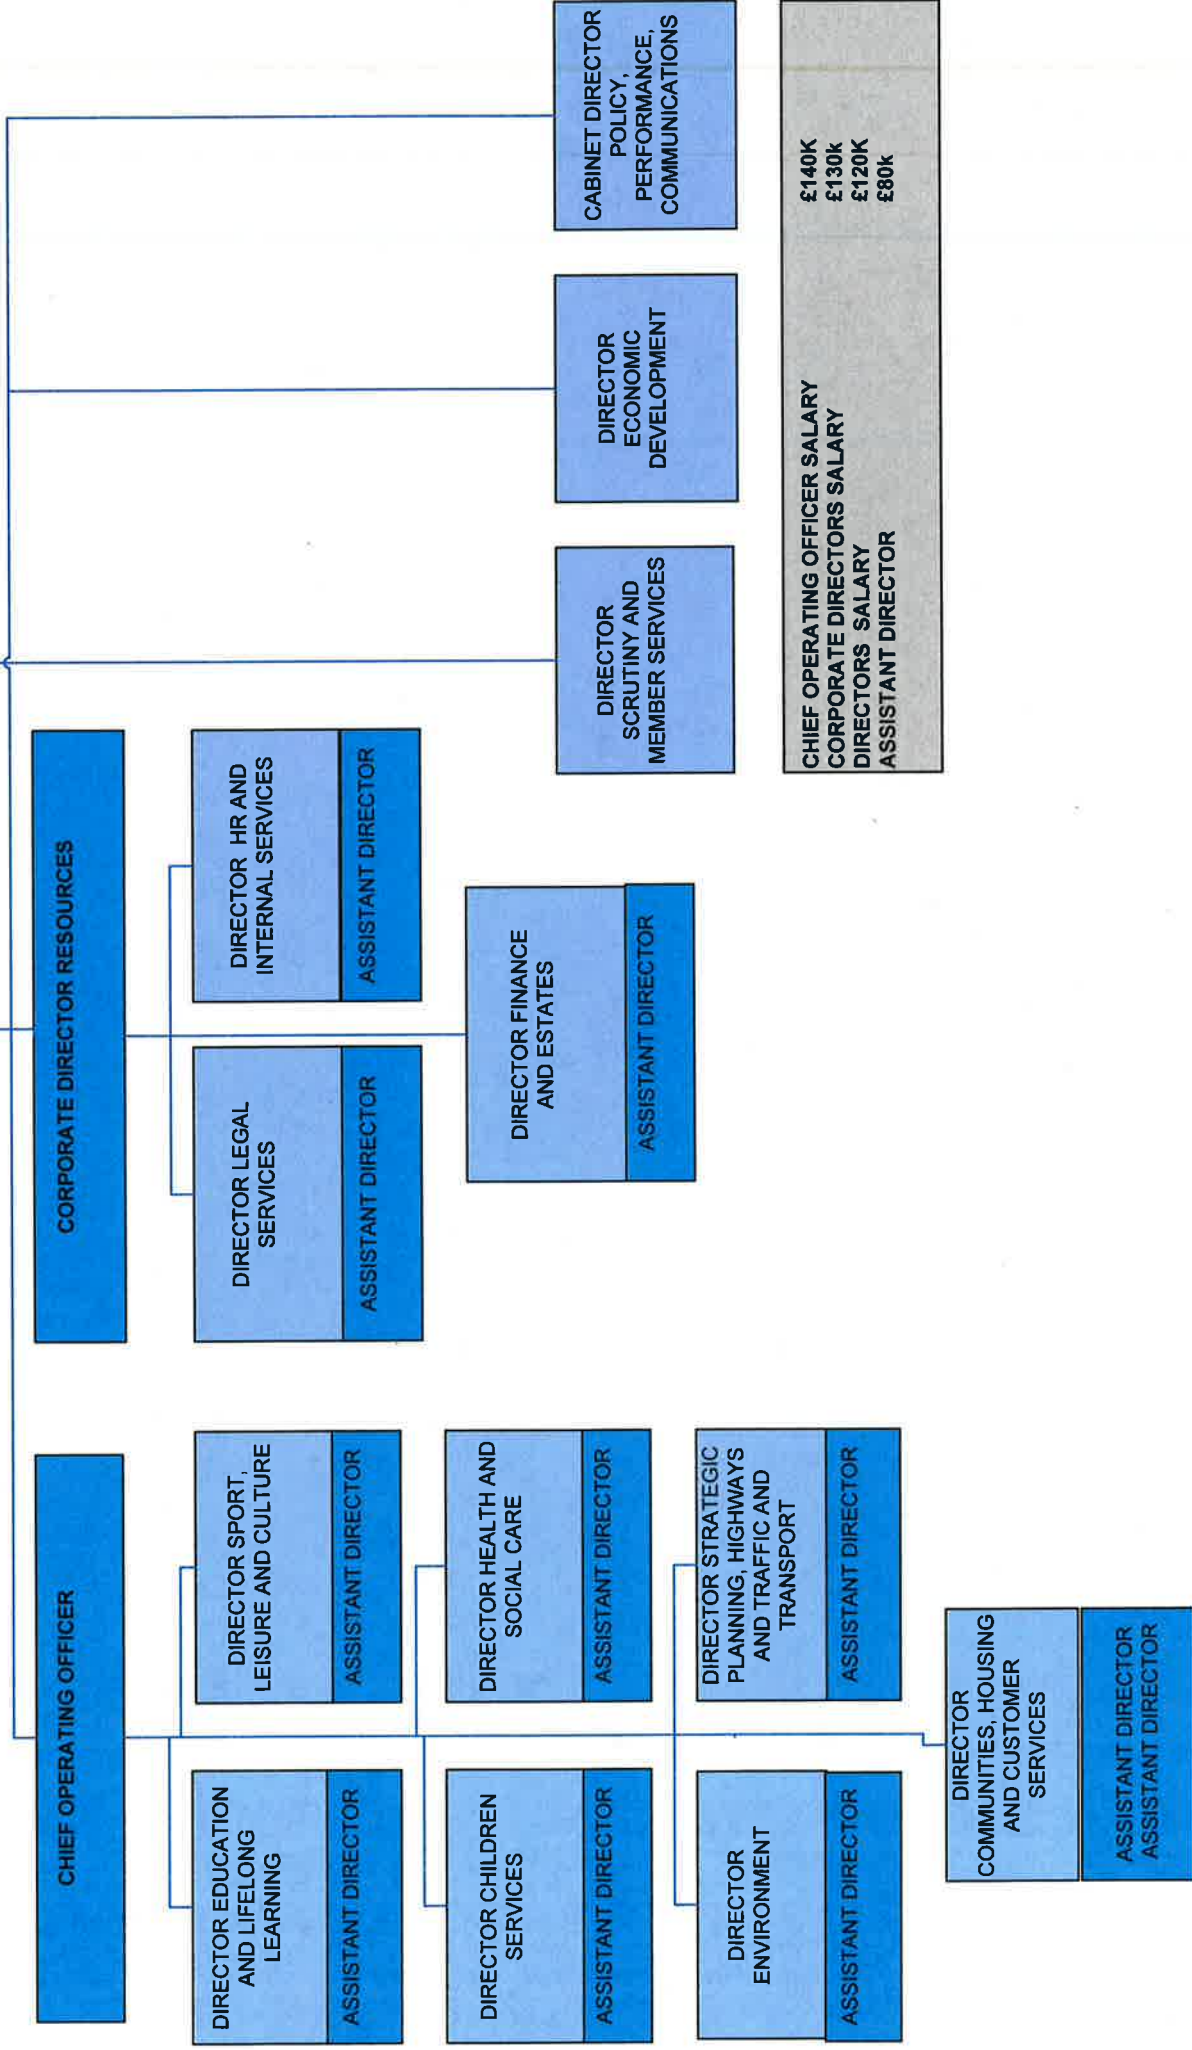 CHIEF OPERATING OFFICER
DIRECTOR EDUCATION
AND LIFELONG
LEARNING
ASSISTANT DIRECTOR
DIRECTOR SPORT,
LEISURE AND CULTURE
ASSISTANT DIRECTOR
DIRECTOR CHILDREN
SERVICES
ASSISTANT DIRECTOR
DIRECTOR HEALTH AND
SOCIAL CARE
ASSISTANT DIRECTOR
DIRECTOR
ENVIRONMENT
ASSISTANT DIRECTOR
DIRECTOR STRATEGIC
PLANNING, HIGHWAYS
AND TRAFFIC AND
TRANSPORT
ASSISTANT DIRECTOR
DIRECTOR
COMMUNITIES, HOUSING
AND CUSTOMER
SERVICES
ASSISTANT DIRECTOR
ASSISTANT DIRECTOR
CORPORATE DIRECTOR RESOURCES
DIRECTOR LEGAL
SERVICES
ASSISTANT DIRECTOR
DIRECTOR HR AND
INTERNAL SERVICES
ASSISTANT DIRECTOR
DIRECTOR FINANCE
AND ESTATES
ASSISTANT DIRECTOR
DIRECTOR
SCRUTINY AND
MEMBER SERVICES
DIRECTOR
ECONOMIC
DEVELOPMENT
CABINET DIRECTOR
POLICY,
PERFORMANCE,
COMMUNICATIONS
CHIEF OPERATING OFFICER SALARY £140K
CORPORATE DIRECTORS SALARY £130k
DIRECTORS SALARY £120K
ASSISTANT DIRECTOR £80k